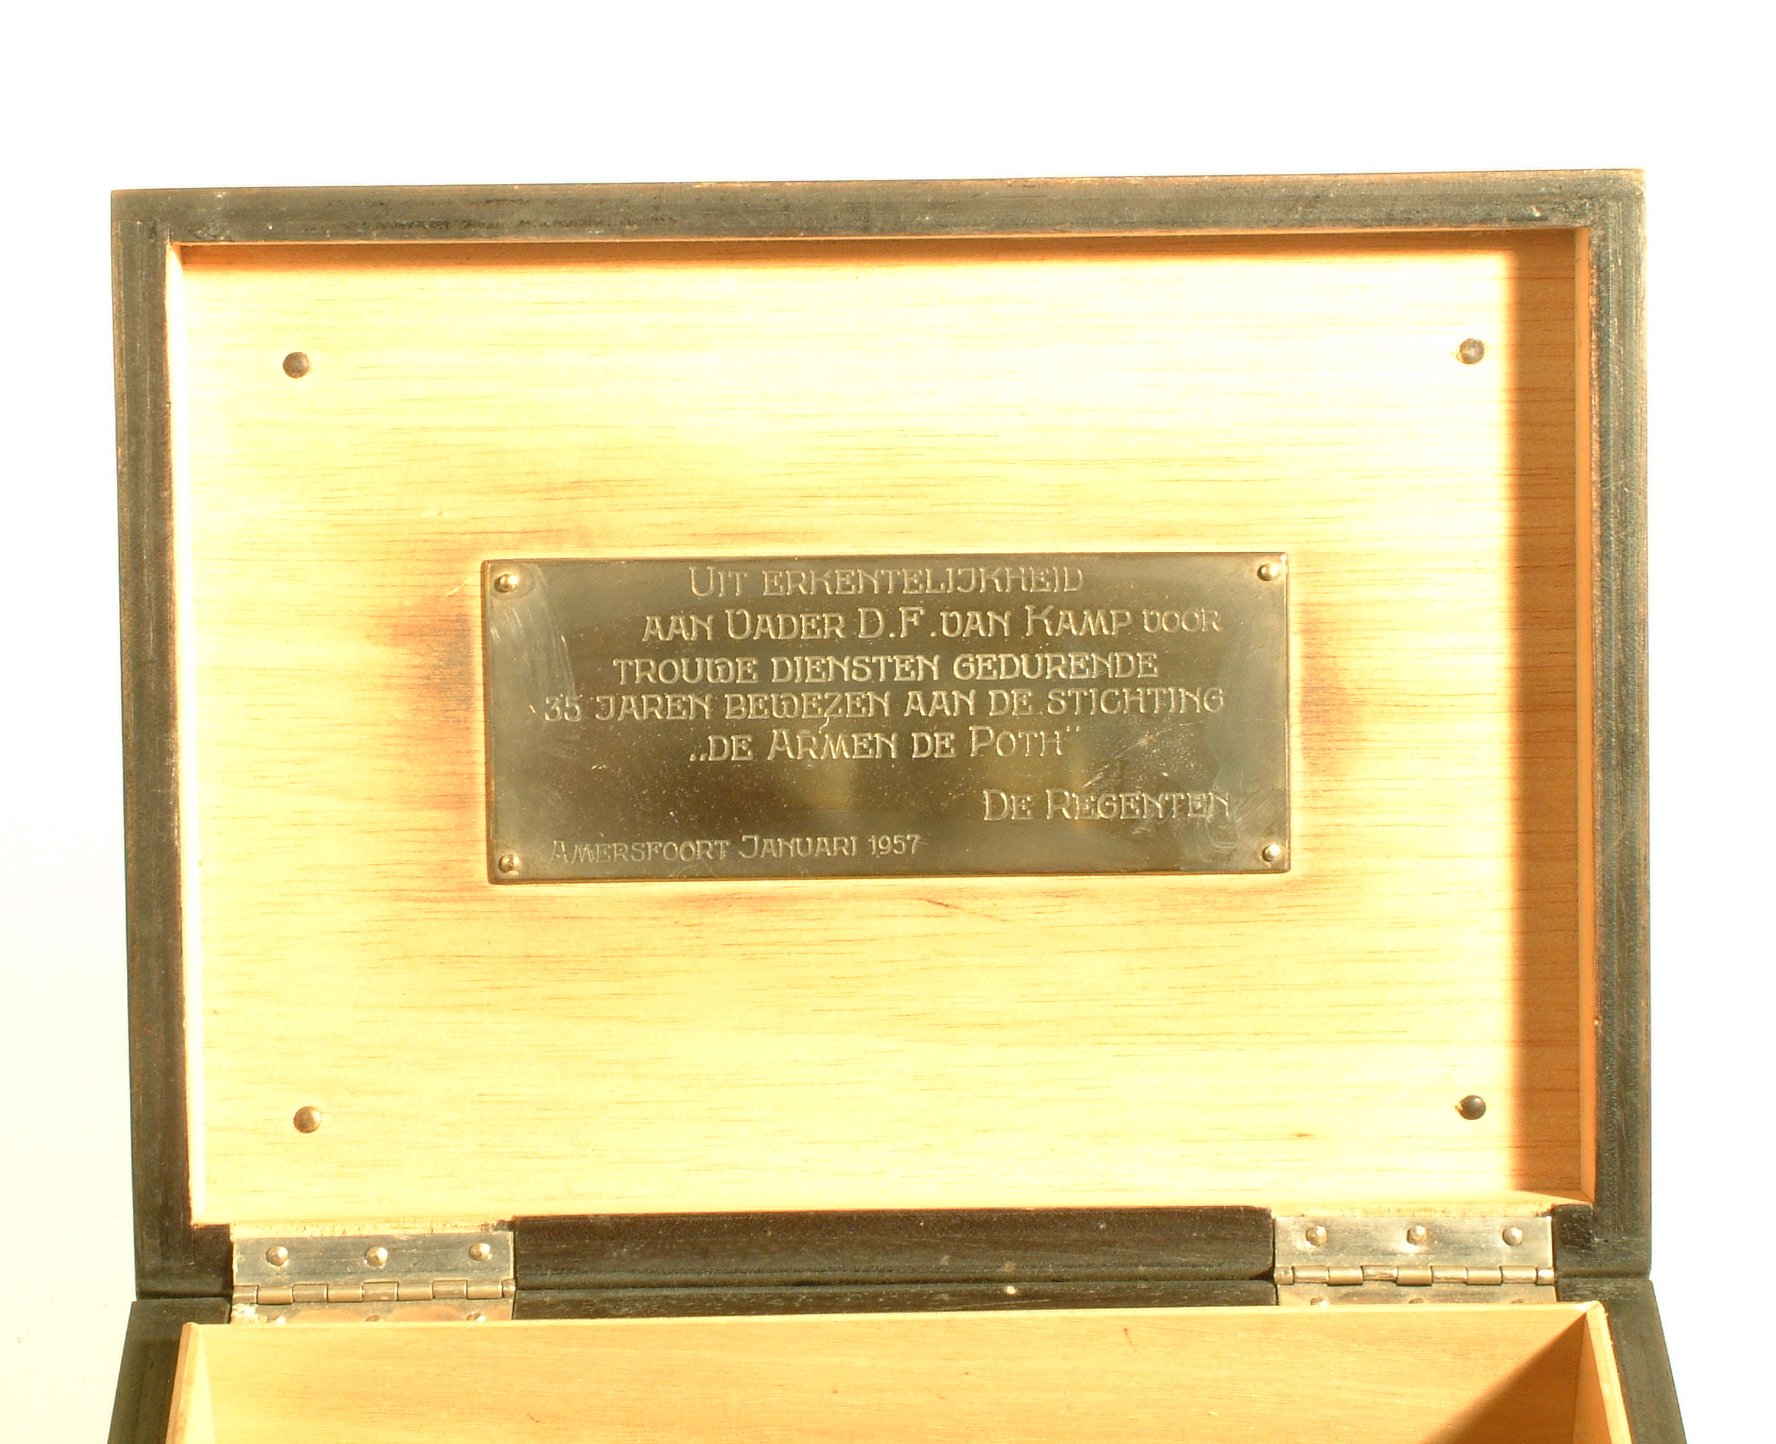 Uit erkentelijkheid
aan Vader D.F. van Kamp voor
trouwe diensten gedurende
35 jaren bewezen aan de stichting
„de Armen de Poth"
De Regenten
Amersfoort Januari 1957